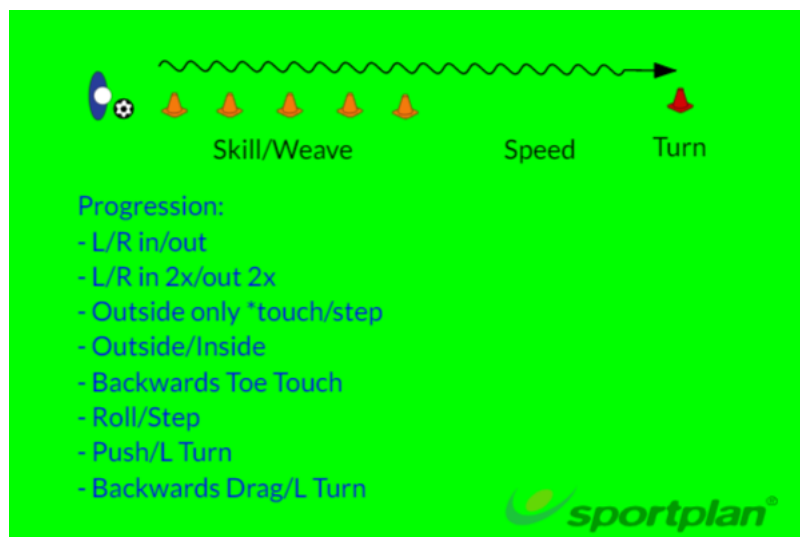 Skill/Weave Speed Turn
Progression:
- L/R in/out
- L/R in 2x/out 2x
- Outside only *touch/step
- Outside/Inside
- Backwards Toe Touch
- Roll/Step
- Push/L Turn
- Backwards Drag/L Turn
sportplan®